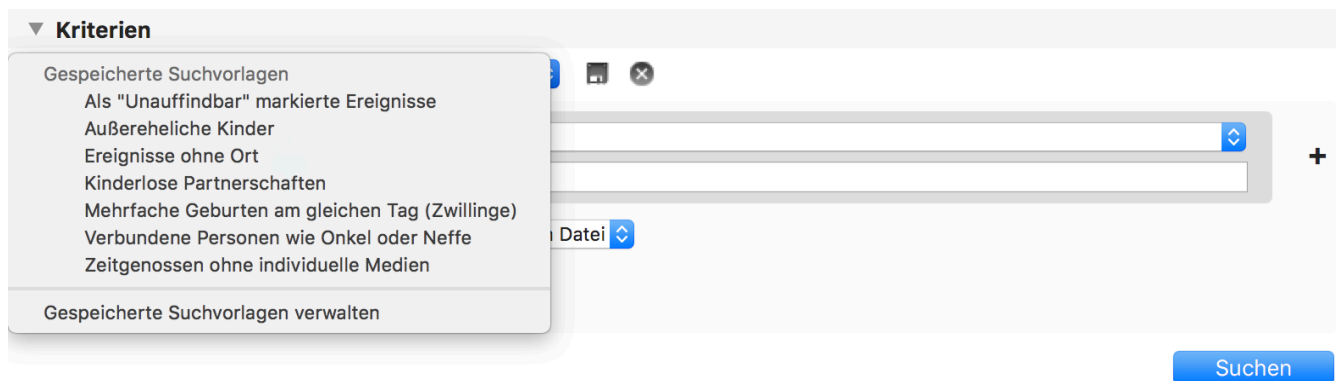 Kriterien
Gespeicherte Suchvorlagen
Als "Unauffindbar" markierte Ereignisse
Außereheliche Kinder
Ereignisse ohne Ort
Kinderlose Partnerschaften
Mehrfache Geburten am gleichen Tag (Zwillinge)
Verbundene Personen wie Onkel oder Neffe
Datei
Zeitgenossen ohne individuelle Medien
Gespeicherte Suchvorlagen verwalten
Suchen